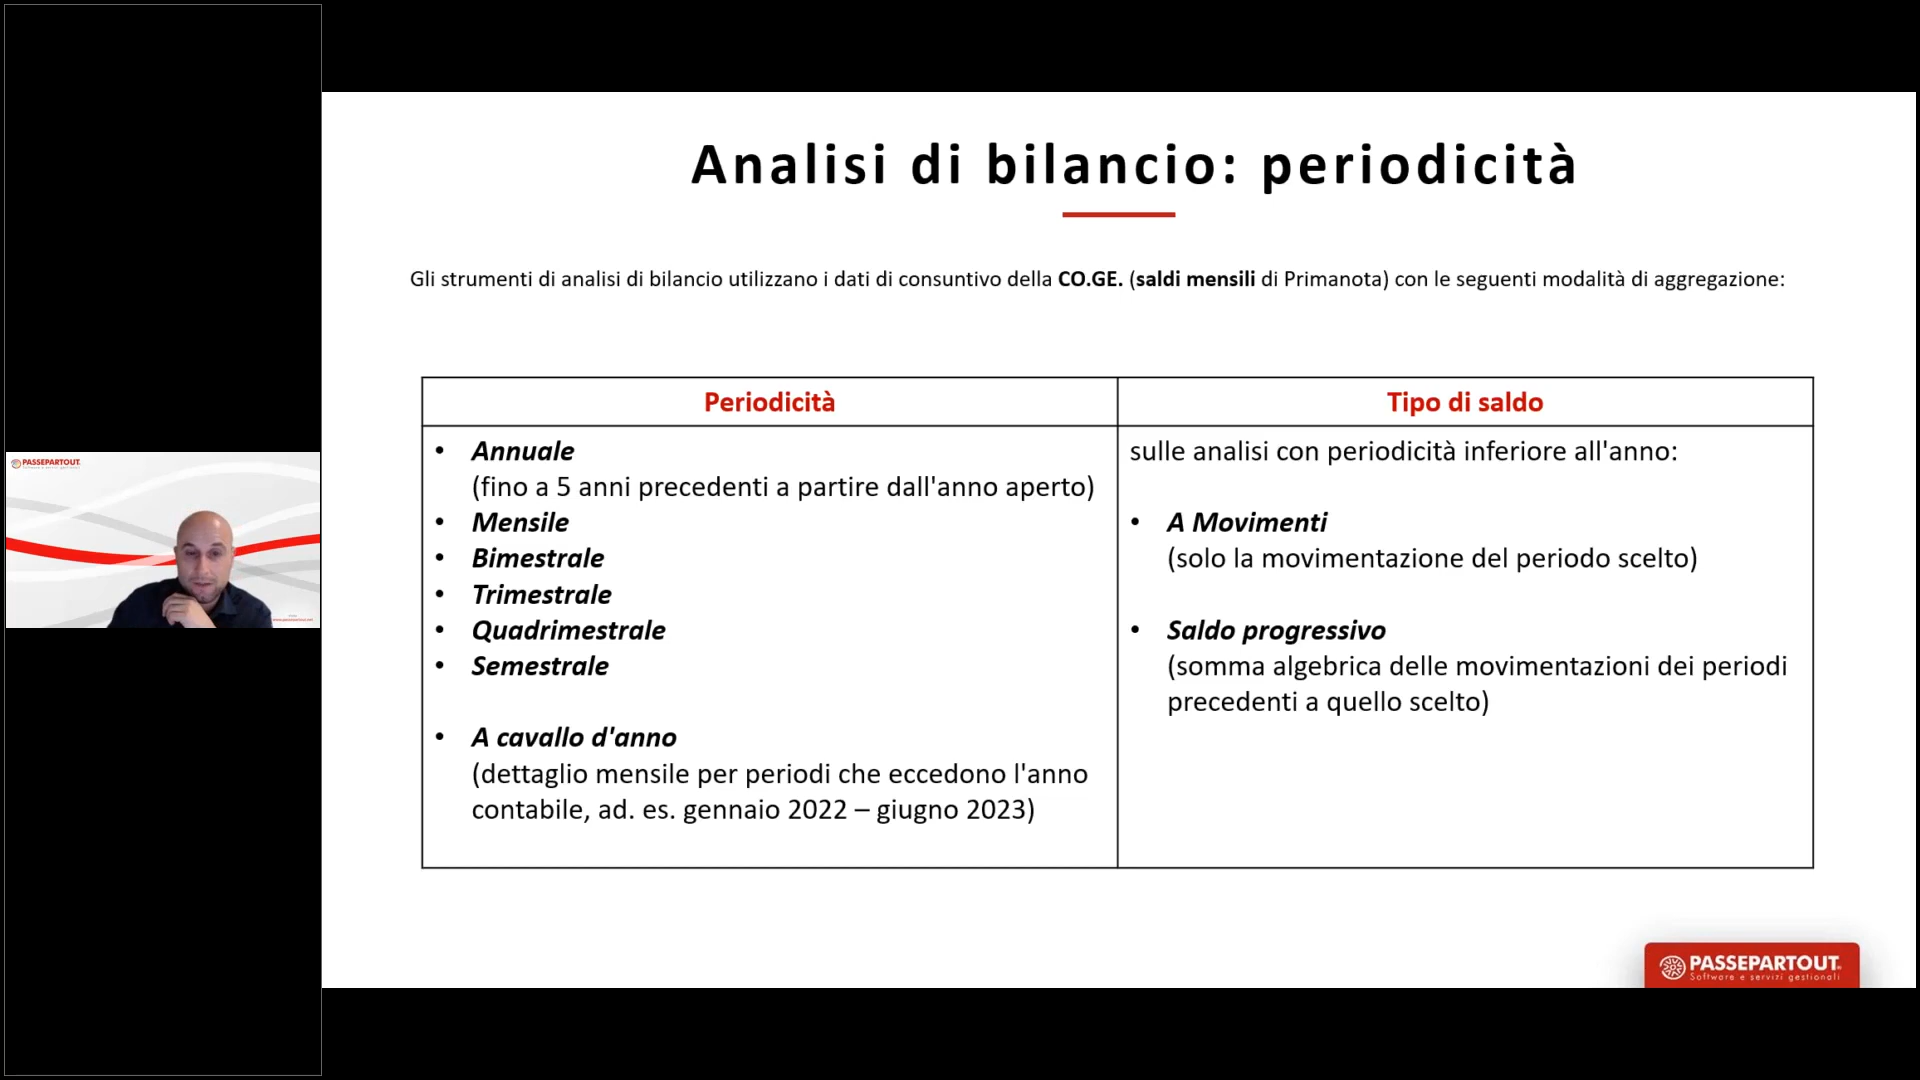 Analisi di bilancio: periodicità
Gli strumenti di analisi di bilancio utilizzano i dati di consuntivo della CO.GE. (saldi mensili di Primanota) con le seguenti modalità di aggregazione:
Periodicità
• Annuale
(fino a 5 anni precedenti a partire dall'anno aperto)
• Mensile
• Bimestrale
• Trimestrale
• Quadrimestrale
• Semestrale
• A cavallo d'anno
(dettaglio mensile per periodi che eccedono l'anno
contabile, ad. es. gennaio 2022 – giugno 2023)
Tipo di saldo
sulle analisi con periodicità inferiore all'anno:
• A Movimenti
(solo la movimentazione del periodo scelto)
• Saldo progressivo
(somma algebrica delle movimentazioni dei periodi
precedenti a quello scelto)
PASSEPARTOUT
Software e servizi gestionali
PASSEPARTOUT